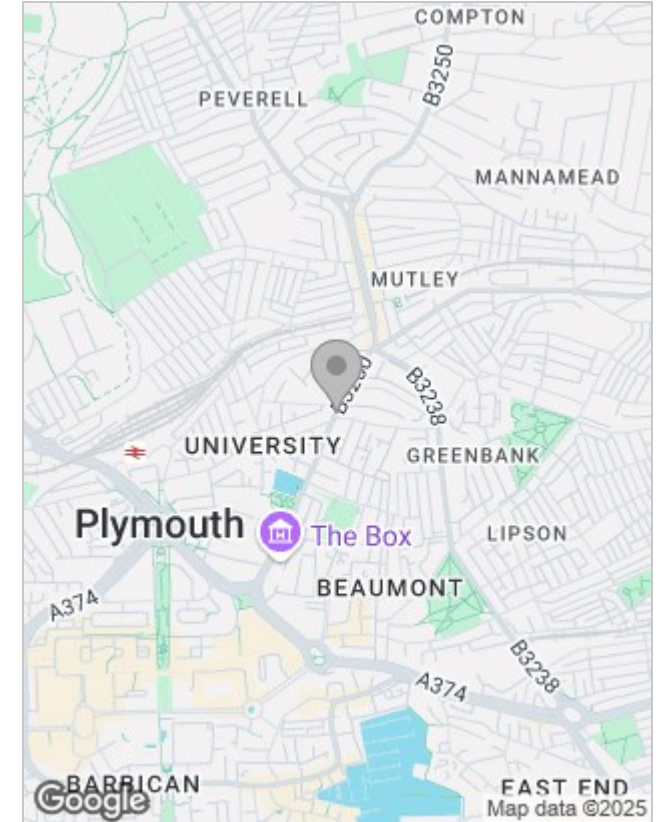 COMPTON
B3250
PEVERELL
MANNAMEAD
MUTLEY
B3238
UNIVERSITY
GREENBANK
Plymouth
The Box
LIPSON
BEAUMONT
A374
B3238
A374
BARBICAN
EAST END
Google
Map data ©2025